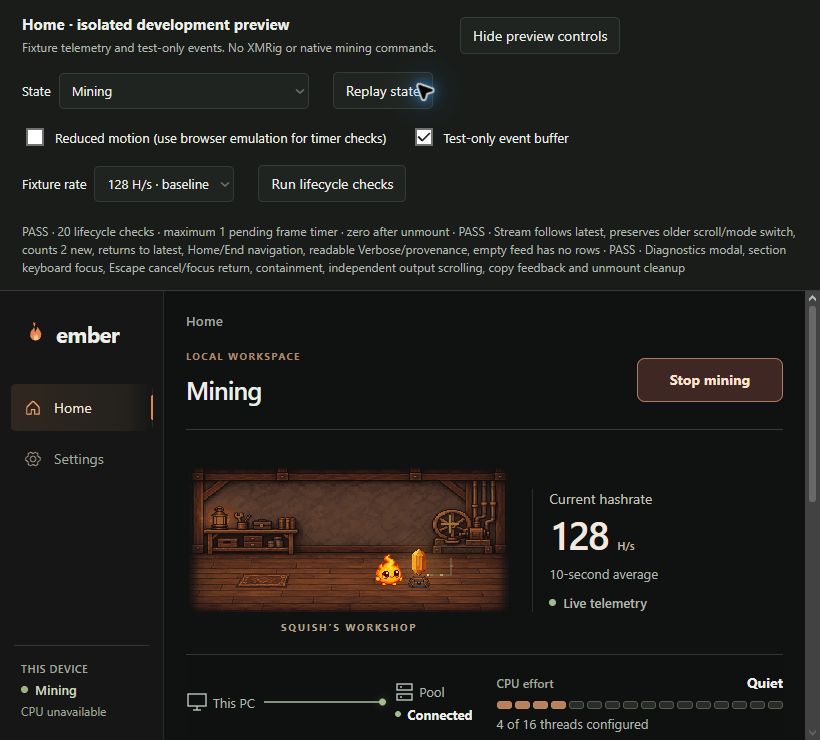 Home · isolated development preview
Fixture telemetry and test-only events. No XMRig or native mining commands.
Hide preview controls
State
Mining
Replay state
Reduced motion (use browser emulation for timer checks)
Test-only event buffer
Fixture rate
128 H/s · baseline
Run lifecycle checks
PASS · 20 lifecycle checks · maximum 1 pending frame timer · zero after unmount · PASS · Stream follows latest, preserves older scroll/mode switch,
counts 2 new, returns to latest, Home/End navigation, readable Verbose/provenance, empty feed has no rows · PASS · Diagnostics modal, section
keyboard focus, Escape cancel/focus return, containment, independent output scrolling, copy feedback and unmount cleanup
ember
Home
Settings
THIS DEVICE
Mining
CPU unavailable
Home
LOCAL WORKSPACE
Mining
Stop mining
SQUISH'S WORKSHOP
Current hashrate
128 H/s
10-second average
Live telemetry
This PC
Pool
Connected
CPU effort
Quiet
4 of 16 threads configured